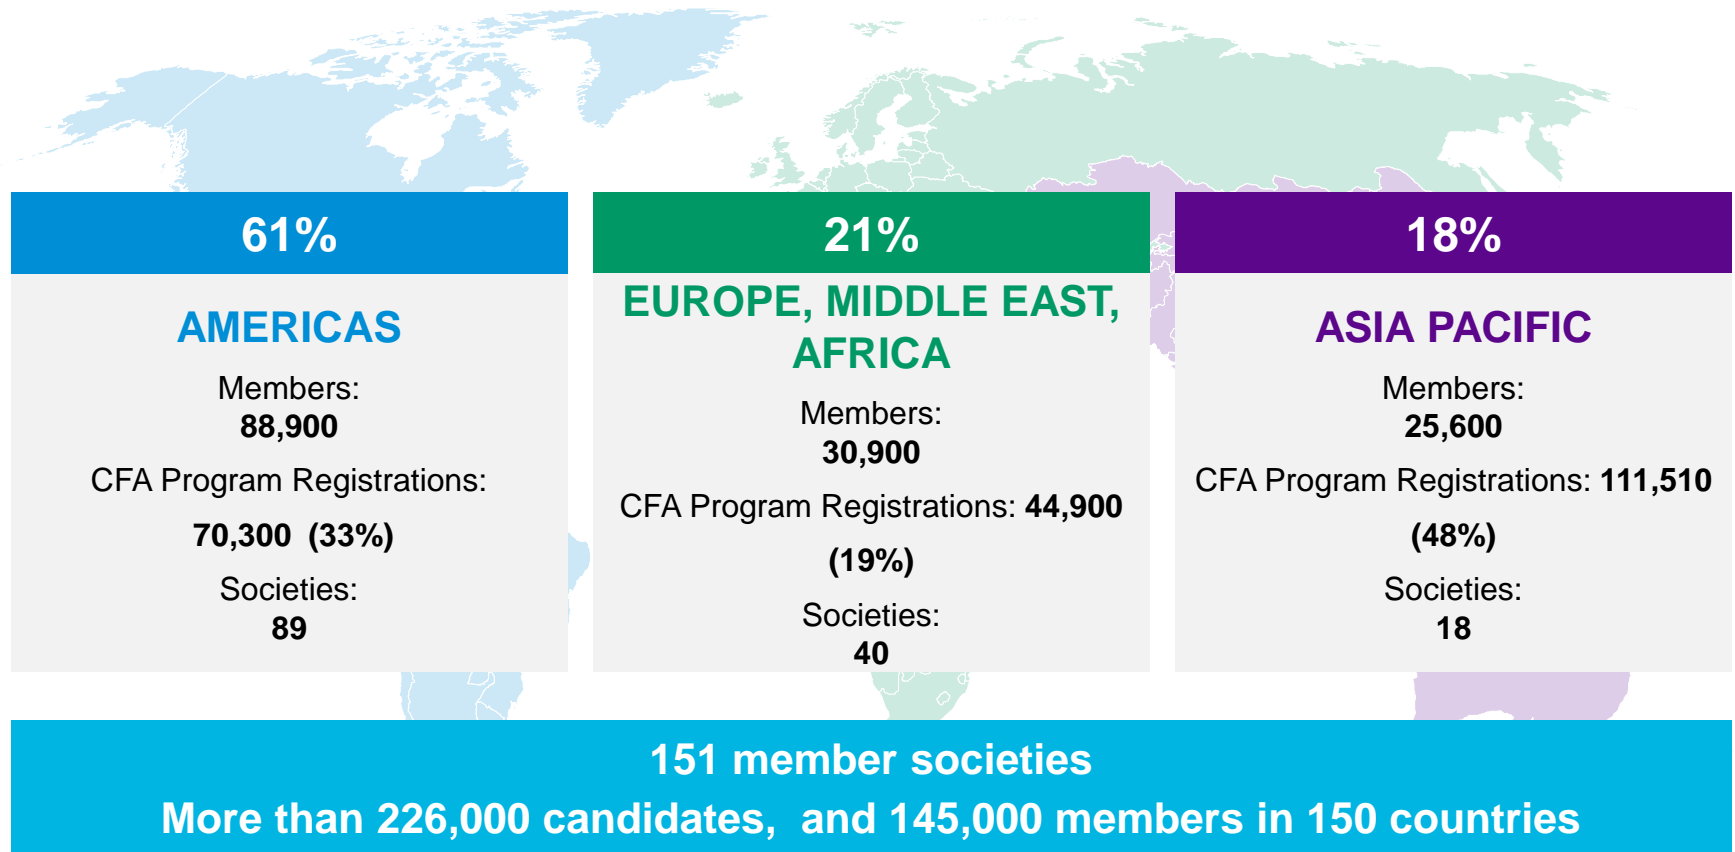 61%
AMERICAS
Members:
88,900
CFA Program Registrations:
70,300 (33%)
Societies:
89
21%
EUROPE, MIDDLE EAST,
AFRICA
Members:
30,900
CFA Program Registrations: 44,900
(19%)
Societies:
40
18%
ASIA PACIFIC
Members:
25,600
CFA Program Registrations: 111,510
(48%)
Societies:
18
151 member societies
More than 226,000 candidates, and 145,000 members in 150 countries